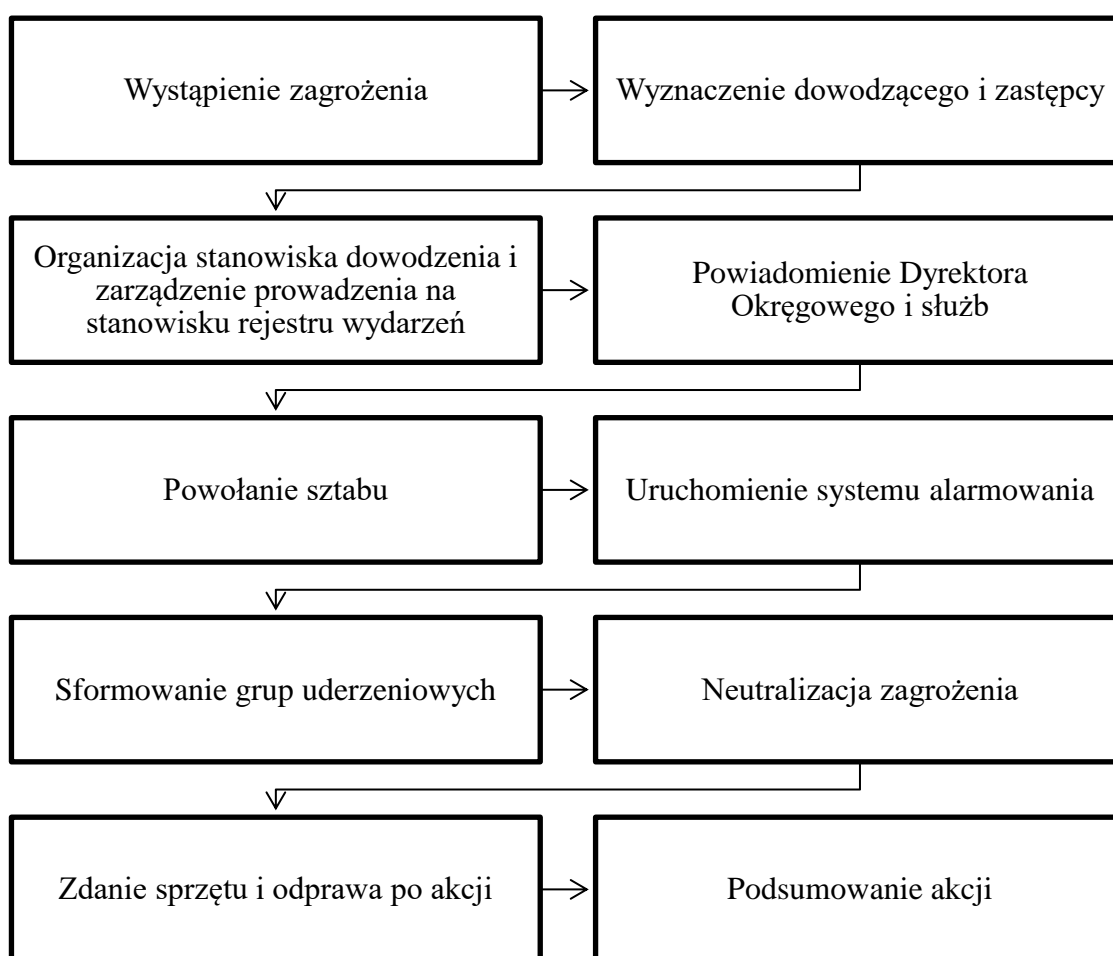 Wystąpienie zagrożenia
Wyznaczenie dowodzącego i zastępcy
Organizacja stanowiska dowodzenia i
zarządzenie prowadzenia na
stanowisku rejestru wydarzeń
Powiadomienie Dyrektora
Okręgowego i służb
Powołanie sztabu
Uruchomienie systemu alarmowania
Sformowanie grup uderzeniowych
Neutralizacja zagrożenia
Zdanie sprzętu i odprawa po akcji
Podsumowanie akcji